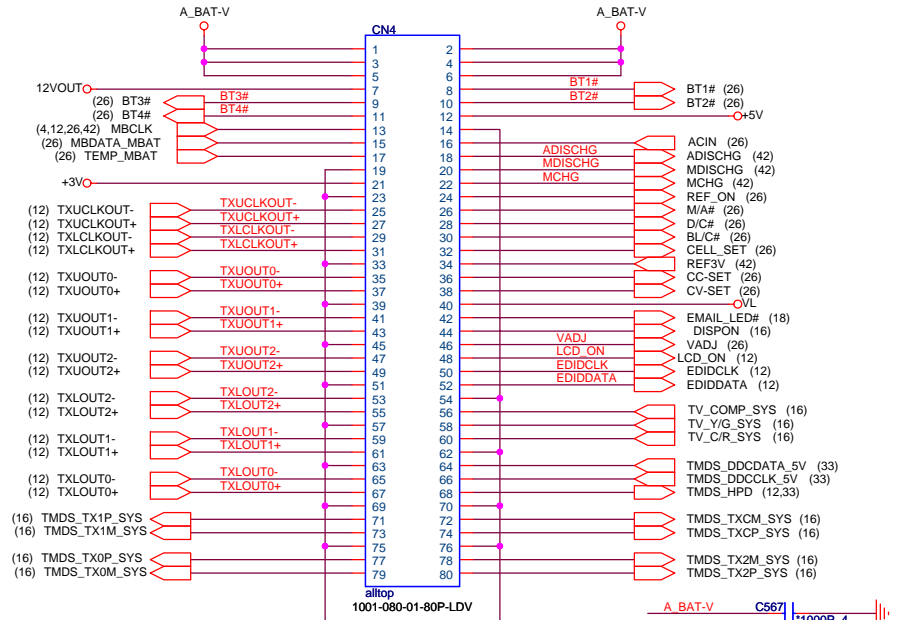 A_BAT-V A_BAT-V
CN4
1 2
3 4
5 6
12VOUT 7 8 BT1# BT1# (26)
(26) BT3# BT3# 9 10 BT2# BT2# (26)
(26) BT4# BT4# 11 12 +5V
(4,12,26,42) MBCLK 13 14
(26) MBDATA_MBAT 15 16 ACIN (26)
(26) TEMP_MBAT 17 18 ADISCHG ADISCHG (42)
19 20 MDISCHG MDISCHG (42)
+3V 21 22 MCHG MCHG (42)
23 24 REF_ON (26)
(12) TXUCLKOUT- TXUCLKOUT- 25 26 M/A# (26)
(12) TXUCLKOUT+ TXUCLKOUT+ 27 28 D/C# (26)
(12) TXLCLKOUT- TXLCLKOUT- 29 30 BL/C# (26)
(12) TXLCLKOUT+ TXLCLKOUT+ 31 32 CELL_SET (26)
33 34 REF3V (42)
(12) TXUOUT0- TXUOUT0- 35 36 CC-SET (26)
(12) TXUOUT0+ TXUOUT0+ 37 38 CV-SET (26)
39 40 VL
(12) TXUOUT1- TXUOUT1- 41 42 EMAIL_LED# (18)
(12) TXUOUT1+ TXUOUT1+ 43 44 DISPON (16)
45 46 VADJ VADJ (26)
(12) TXUOUT2- TXUOUT2- 47 48 LCD_ON LCD_ON (12)
(12) TXUOUT2+ TXUOUT2+ 49 50 EDIDCLK EDIDCLK (12)
51 52 EDIDDATA EDIDDATA (12)
(12) TXLOUT2- TXLOUT2- 53 54
(12) TXLOUT2+ TXLOUT2+ 55 56 TV_COMP_SYS (16)
57 58 TV_Y/G_SYS (16)
(12) TXLOUT1- TXLOUT1- 59 60 TV_C/R_SYS (16)
(12) TXLOUT1+ TXLOUT1+ 61 62
63 64 TMDS_DDCDATA_5V (33)
(12) TXLOUT0- TXLOUT0- 65 66 TMDS_DDCCLK_5V (33)
(12) TXLOUT0+ TXLOUT0+ 67 68 TMDS_HPD (12,33)
69 70
(16) TMDS_TX1P_SYS 71 72 TMDS_TXCM_SYS (16)
(16) TMDS_TX1M_SYS 73 74 TMDS_TXCP_SYS (16)
75 76
(16) TMDS_TX0P_SYS 77 78 TMDS_TX2M_SYS (16)
(16) TMDS_TX0M_SYS 79 80 TMDS_TX2P_SYS (16)
alltop
1001-080-01-80P-LDV
A_BAT-V C567
*1000P_4